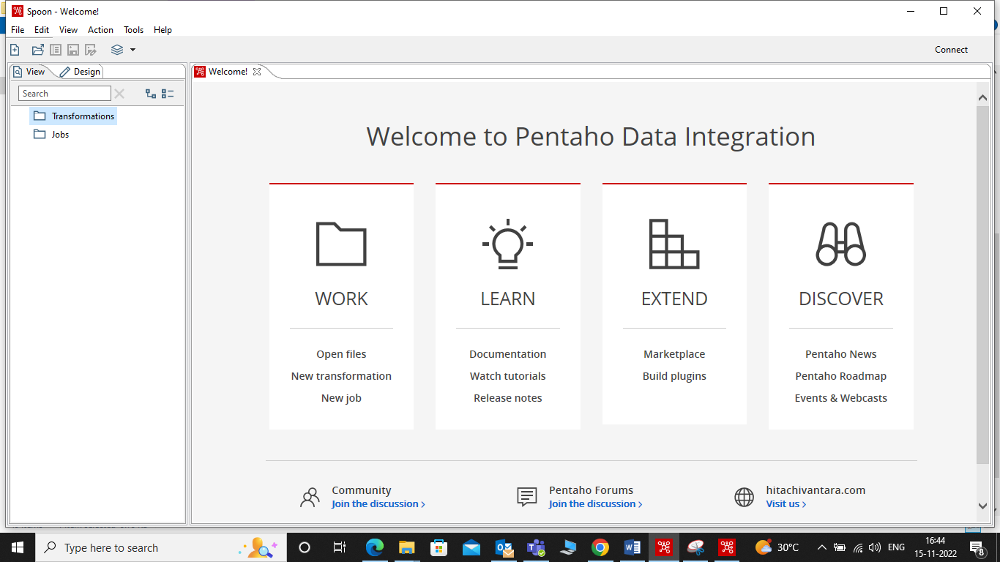 Spoon - Welcome!
File Edit View Action Tools Help
Connect
View Design
Welcome!
Search
Transformations
Jobs
Welcome to Pentaho Data Integration
WORK
Open files
New transformation
New job
LEARN
Documentation
Watch tutorials
Release notes
EXTEND
Marketplace
Build plugins
DISCOVER
Pentaho News
Pentaho Roadmap
Events & Webcasts
Community
Join the discussion >
Pentaho Forums
Join the discussion >
hitachivantara.com
Visit us >
Type here to search
30°C
ENG
16:44
15-11-2022
8